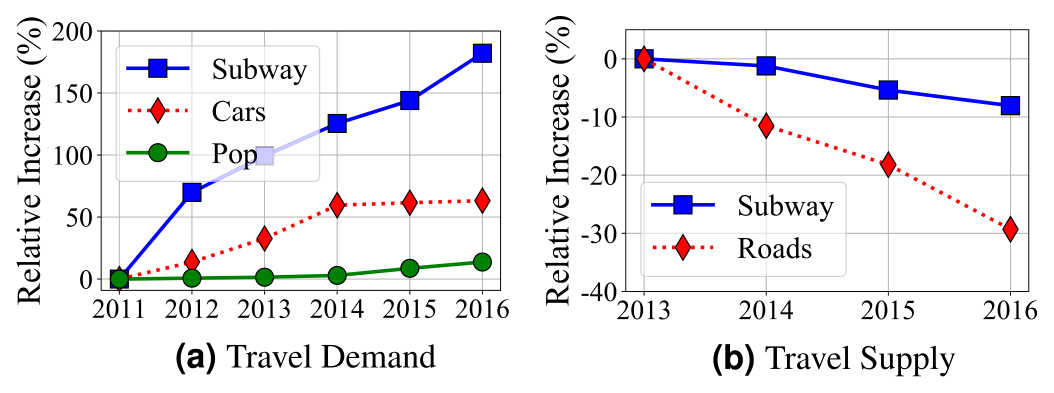 Relative Increase (%)
200
150
100
50
0
Subway
Cars
Pop
2011 2012 2013 2014 2015 2016
(a) Travel Demand
Relative Increase (%)
0
-10
-20
-30
-40
Subway
Roads
2013 2014 2015 2016
(b) Travel Supply